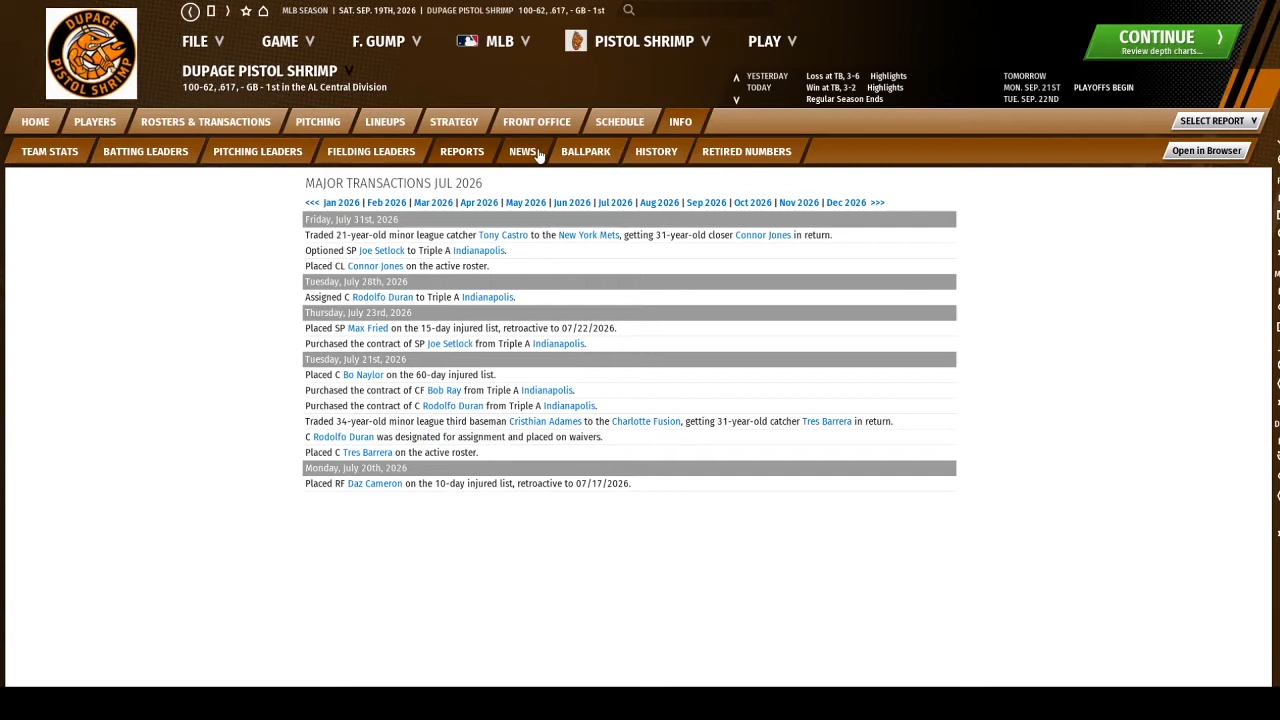 DUPAGE
PISTOL SHRIMP
MLB SEASON | SAT. SEP. 19TH, 2026 | DUPAGE PISTOL SHRIMP 100-62, .617, - GB - 1st
FILE GAME F. GUMP MLB PISTOL SHRIMP PLAY
CONTINUE
Review depth charts...
DUPAGE PISTOL SHRIMP
100-62, .617, - GB - 1st in the AL Central Division
YESTERDAY Loss at TB, 3-6 Highlights
TODAY Win at TB, 3-2 Highlights
Regular Season Ends
TOMORROW
MON. SEP. 21ST PLAYOFFS BEGIN
TUE. SEP. 22ND
HOME PLAYERS ROSTERS & TRANSACTIONS PITCHING LINEUPS STRATEGY FRONT OFFICE SCHEDULE INFO SELECT REPORT
TEAM STATS BATTING LEADERS PITCHING LEADERS FIELDING LEADERS REPORTS NEWS BALLPARK HISTORY RETIRED NUMBERS Open in Browser
MAJOR TRANSACTIONS JUL 2026
<<< Jan 2026 | Feb 2026 | Mar 2026 | Apr 2026 | May 2026 | Jun 2026 | Jul 2026 | Aug 2026 | Sep 2026 | Oct 2026 | Nov 2026 | Dec 2026 >>>
Friday, July 31st, 2026
Traded 21-year-old minor league catcher Tony Castro to the New York Mets, getting 31-year-old closer Connor Jones in return.
Optioned SP Joe Setlock to Triple A Indianapolis.
Placed CL Connor Jones on the active roster.
Tuesday, July 28th, 2026
Assigned C Rodolfo Duran to Triple A Indianapolis.
Thursday, July 23rd, 2026
Placed SP Max Fried on the 15-day injured list, retroactive to 07/22/2026.
Purchased the contract of SP Joe Setlock from Triple A Indianapolis.
Tuesday, July 21st, 2026
Placed C Bo Naylor on the 60-day injured list.
Purchased the contract of CF Bob Ray from Triple A Indianapolis.
Purchased the contract of C Rodolfo Duran from Triple A Indianapolis.
Traded 34-year-old minor league third baseman Cristhian Adames to the Charlotte Fusion, getting 31-year-old catcher Tres Barrera in return.
C Rodolfo Duran was designated for assignment and placed on waivers.
Placed C Tres Barrera on the active roster.
Monday, July 20th, 2026
Placed RF Daz Cameron on the 10-day injured list, retroactive to 07/17/2026.